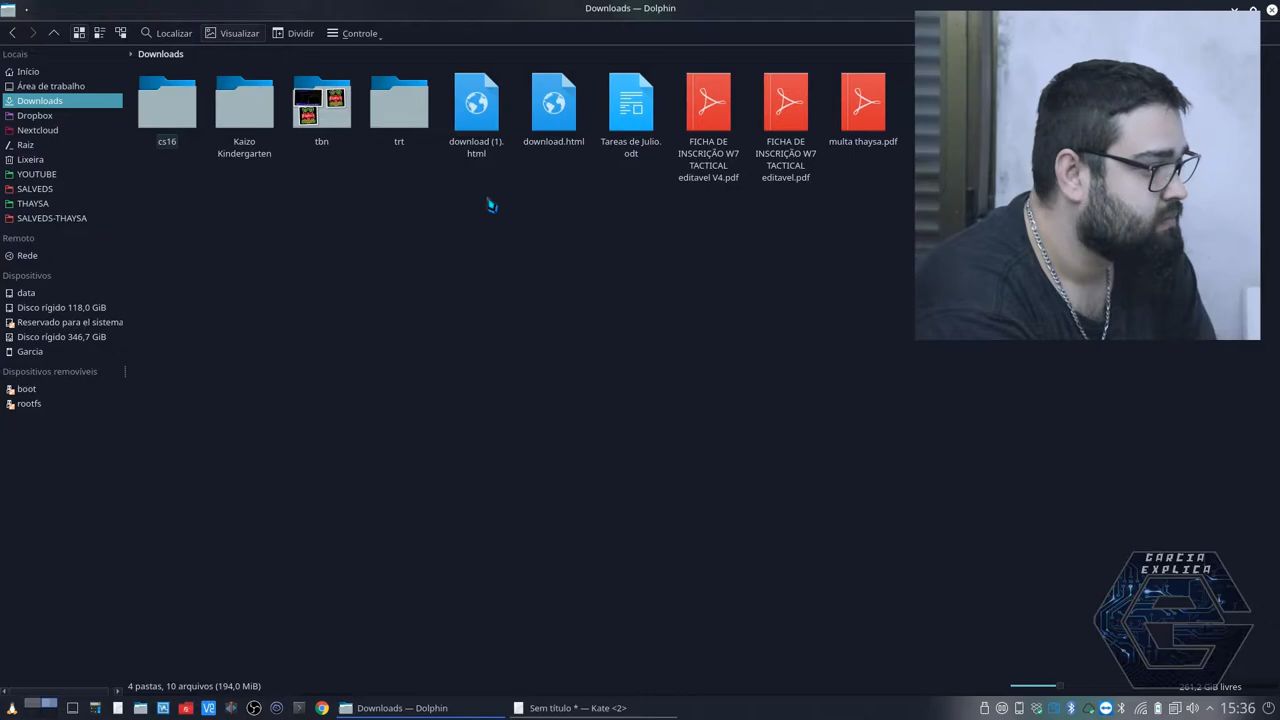 Downloads — Dolphin
Localizar
Visualizar
Dividir
Controle
Locais
Downloads
Início
Área de trabalho
Downloads
Dropbox
Nextcloud
Raiz
Lixeira
YOUTUBE
SALVEDS
THAYSA
SALVEDS-THAYSA
Remoto
Rede
Dispositivos
data
Disco rígido 118,0 GiB
Reservado para el sistema
Disco rígido 346,7 GiB
Garcia
Dispositivos removíveis
boot
rootfs
cs16
Kaizo
Kindergarten
tbn
trt
download (1).
html
download.html
Tareas de Julio.
odt
FICHA DE
INSCRIÇÃO W7
TACTICAL
editavel V4.pdf
FICHA DE
INSCRIÇÃO W7
TACTICAL
editavel.pdf
multa thaysa.pdf
GARCIA
EXPLICA
4 pastas, 10 arquivos (194,0 MiB)
261,2 GiB livres
Downloads — Dolphin
Sem título * — Kate <2>
15:36